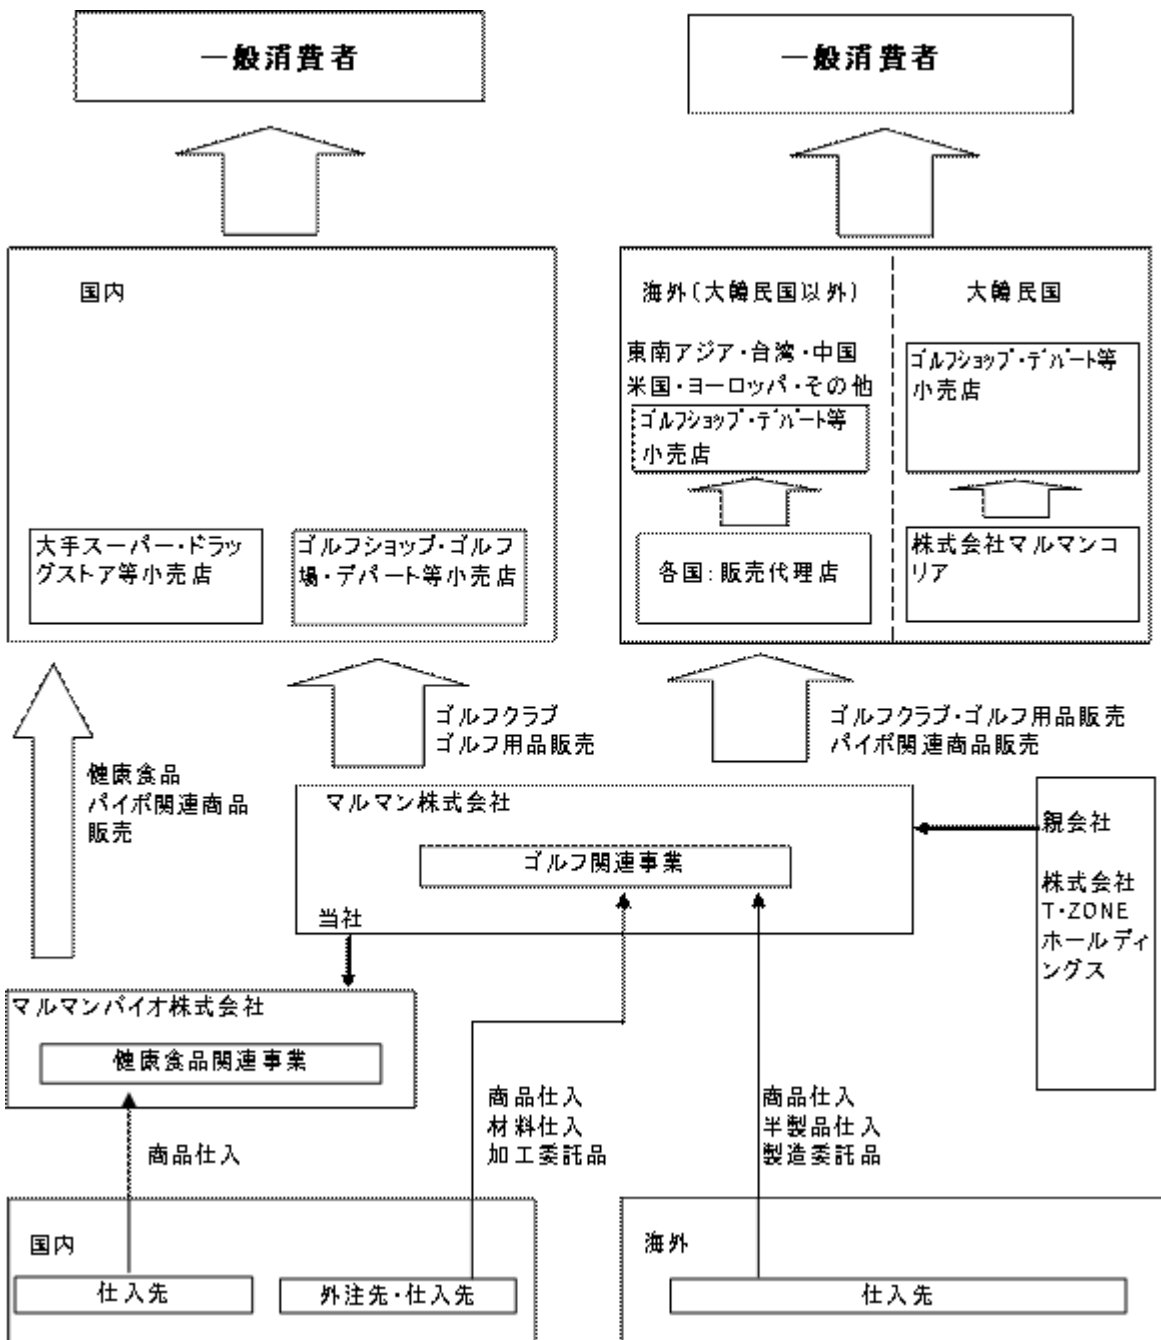 一般消費者
一般消費者
国内
大手スーパー・ドラッ
グストア等小売店
ゴルフショップ・ゴルフ
場・デパート等小売店
海外(大韓民国以外)
東南アジア・台湾・中国
米国・ヨーロッパ・その他
ゴルフショップ・デパート等
小売店
各国:販売代理店
大韓民国
ゴルフショップ・デパート等
小売店
株式会社マルマンコ
リア
健康食品
パイポ関連商品
販売
ゴルフクラブ
ゴルフ用品販売
ゴルフクラブ・ゴルフ用品販売
パイポ関連商品販売
マルマン株式会社
ゴルフ関連事業
当社
親会社
株式会社
T・ZONE
ホールディ
ングス
マルマンバイオ株式会社
健康食品関連事業
商品仕入
商品仕入
材料仕入
加工委託品
商品仕入
半製品仕入
製造委託品
国内
仕入先
外注先・仕入先
海外
仕入先